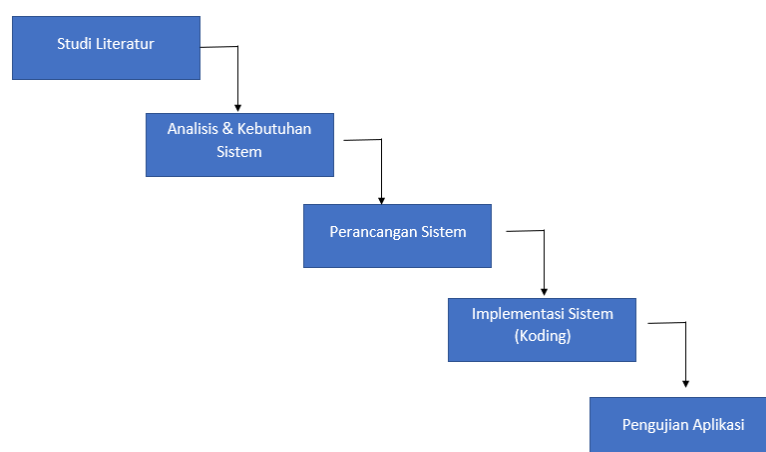 Studi Literatur
Analisis & Kebutuhan
Sistem
Perancangan Sistem
Implementasi Sistem
(Koding)
Pengujian Aplikasi